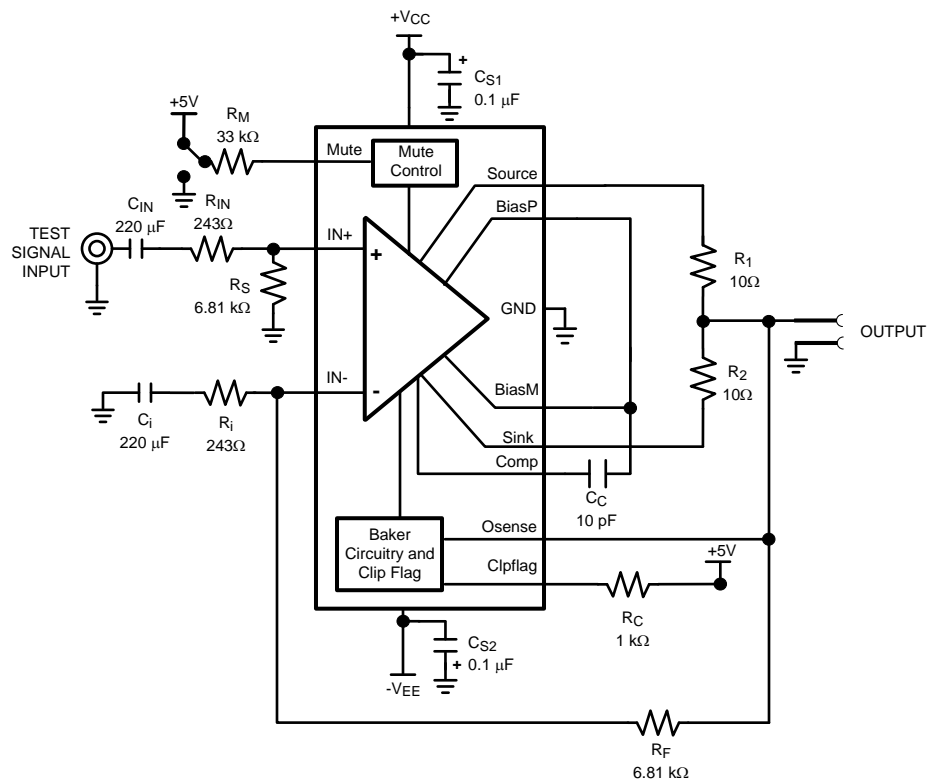 +VCC
+
CS1
0.1 μF
+5V
RM
33 kΩ
Mute
Mute
Control
Source
BiasP
CIN
220 μF
RIN
243Ω
TEST
SIGNAL
INPUT
IN+
+
RS
6.81 kΩ
R1
10Ω
GND
OUTPUT
IN-
-
BiasM
R2
10Ω
Ci
220 μF
Ri
243Ω
Sink
Comp
CC
10 pF
Baker
Circuitry and
Clip Flag
Osense
Clpflag
+5V
RC
1 kΩ
CS2
+ 0.1 μF
-VEE
RF
6.81 kΩ